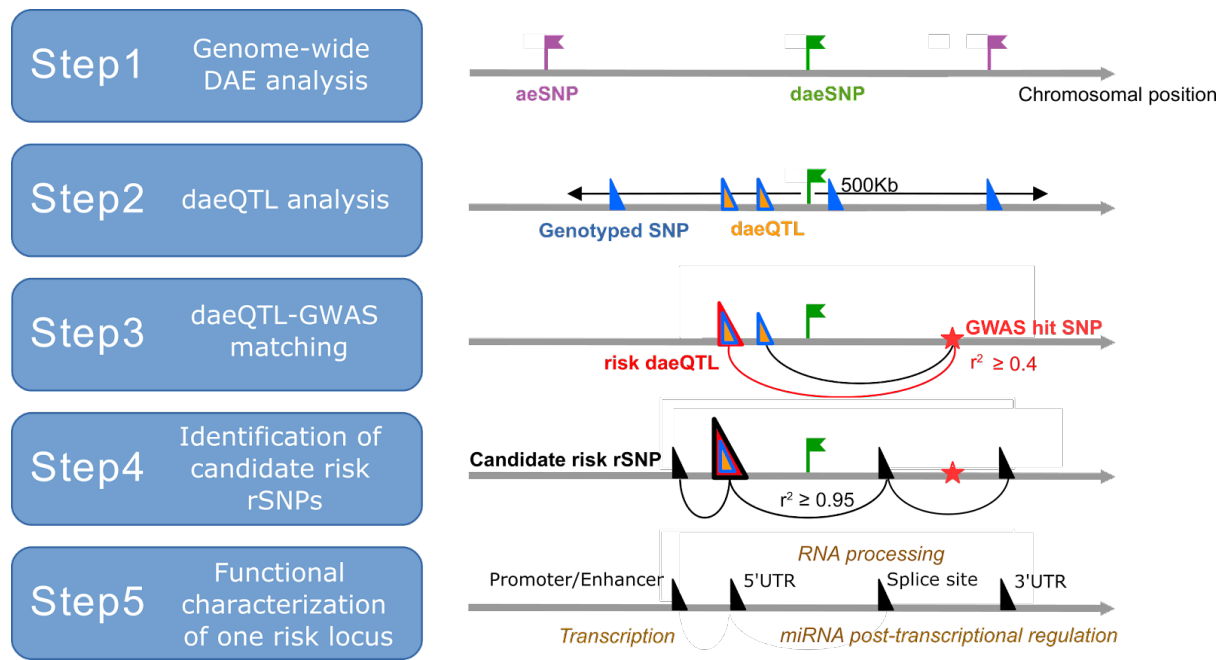 Step1
Genome-wide
DAE analysis
aeSNP
daeSNP
Chromosomal position
Step2
daeQTL analysis
500Kb
Genotyped SNP
daeQTL
Step3
daeQTL-GWAS
matching
GWAS hit SNP
risk daeQTL
r² ≥ 0.4
Step4
Identification of
candidate risk
rSNPs
Candidate risk rSNP
r² ≥ 0.95
Step5
Functional
characterization
of one risk locus
RNA processing
Promoter/Enhancer
5'UTR
Splice site
3'UTR
Transcription
miRNA post-transcriptional regulation